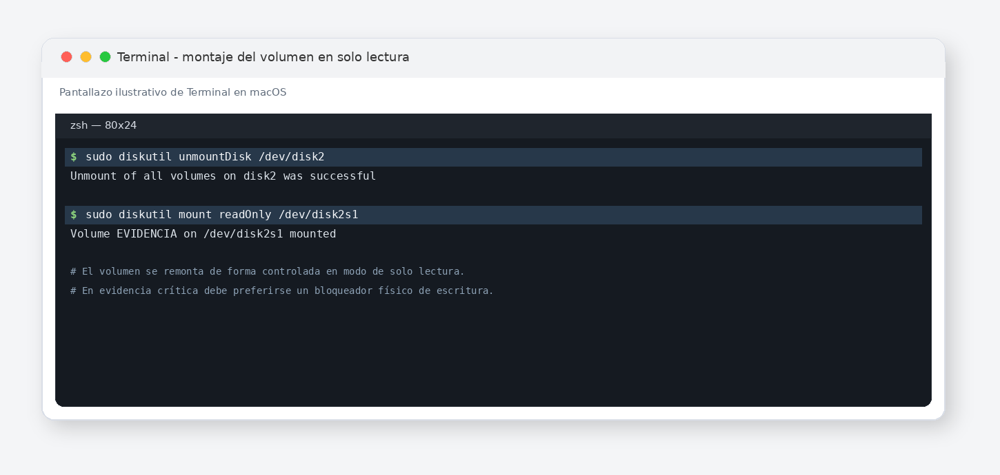 Terminal - montaje del volumen en solo lectura
Pantallazo ilustrativo de Terminal en macOS
zsh — 80x24
$ sudo diskutil unmountDisk /dev/disk2
Unmount of all volumes on disk2 was successful
$ sudo diskutil mount readOnly /dev/disk2s1
Volume EVIDENCIA on /dev/disk2s1 mounted
# El volumen se remonta de forma controlada en modo de solo lectura.
# En evidencia crítica debe preferirse un bloqueador físico de escritura.